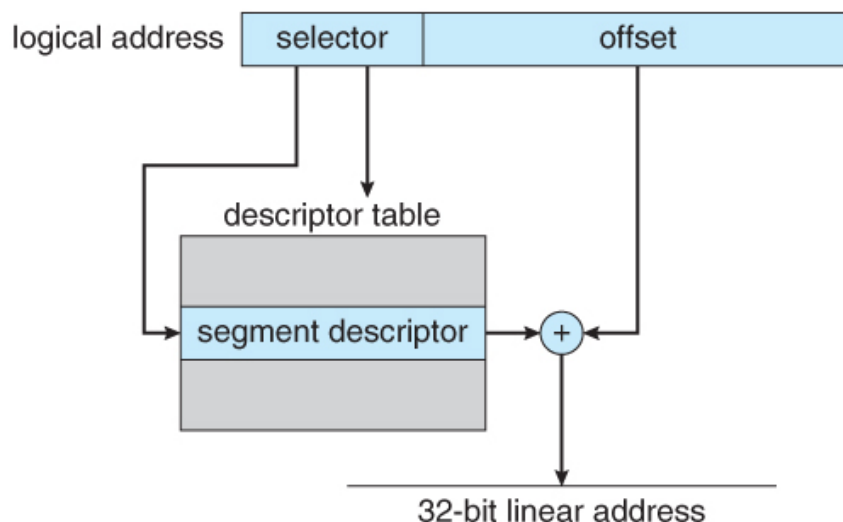 logical address selector offset
descriptor table
segment descriptor +
32-bit linear address